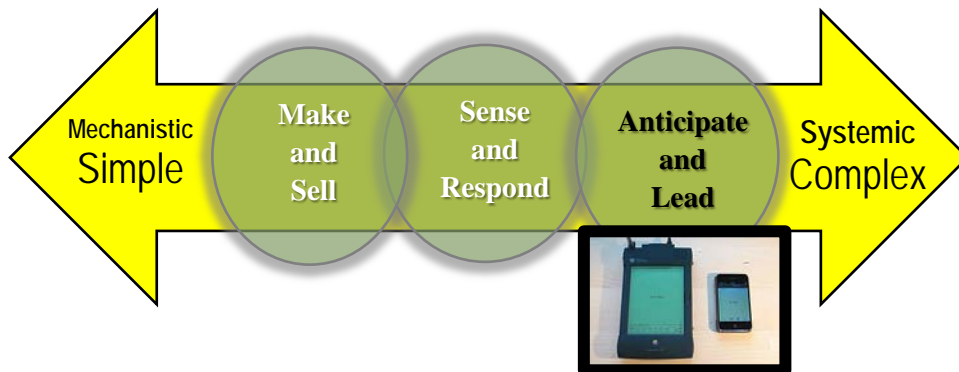 Mechanistic
Simple
Make
and
Sell
Sense
and
Respond
Anticipate
and
Lead
Systemic
Complex